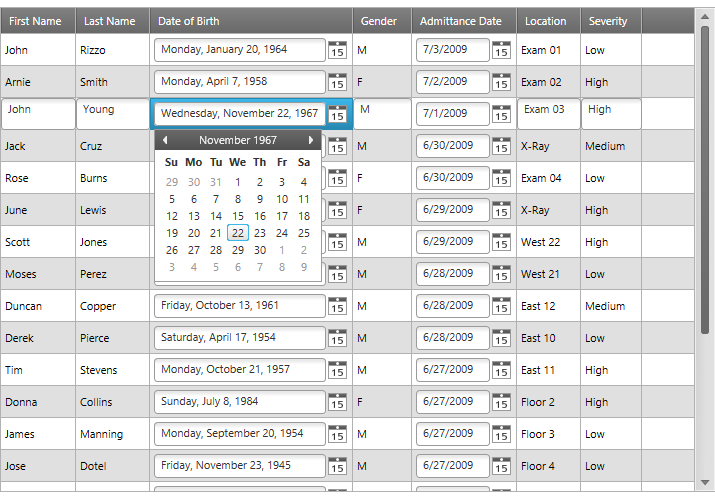 First Name Last Name Date of Birth Gender Admittance Date Location Severity
John Rizzo Monday, January 20, 1964 15 M 7/3/2009 15 Exam 01 Low
Arnie Smith Monday, April 7, 1958 15 F 7/2/2009 15 Exam 02 High
John Young Wednesday, November 22, 1967 15 M 7/1/2009 15 Exam 03 High
November 1967
Jack Cruz 15 M 6/30/2009 15 X-Ray Medium
Su Mo Tu We Th Fr Sa
Rose Burns 15 F 6/30/2009 15 Exam 04 Low
29 30 31 1 2 3 4
5 6 7 8 9 10 11
June Lewis 15 F 6/29/2009 15 X-Ray High
12 13 14 15 16 17 18
19 20 21 22 23 24 25
Scott Jones 15 M 6/29/2009 15 West 22 High
26 27 28 29 30 1 2
3 4 5 6 7 8 9
Moses Perez 15 M 6/28/2009 15 West 21 Low
Duncan Copper Friday, October 13, 1961 15 M 6/28/2009 15 East 12 Medium
Derek Pierce Saturday, April 17, 1954 15 M 6/28/2009 15 East 10 Low
Tim Stevens Monday, October 21, 1957 15 M 6/27/2009 15 East 11 High
Donna Collins Sunday, July 8, 1984 15 F 6/27/2009 15 Floor 2 High
James Manning Monday, September 20, 1954 15 M 6/27/2009 15 Floor 3 Low
Jose Dotel Friday, November 23, 1945 15 M 6/27/2009 15 Floor 4 Low